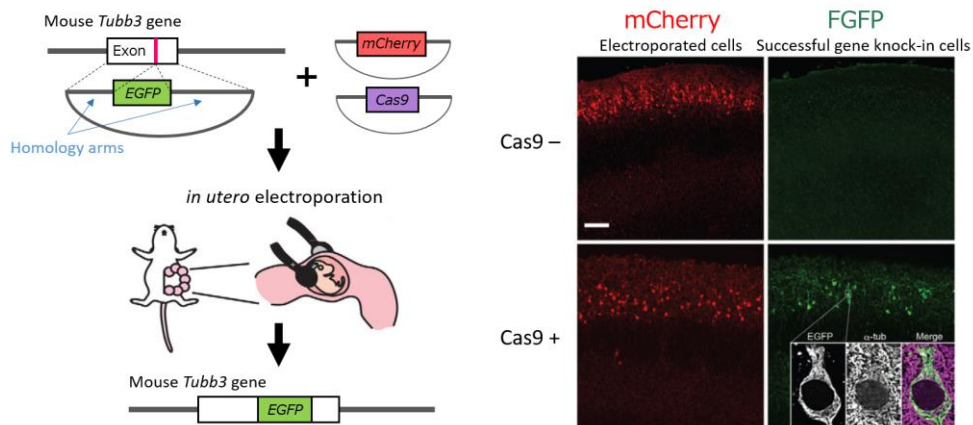 Mouse Tubb3 gene
Exon
EGFP
Homology arms
+
mCherry
Cas9
in utero electroporation
Mouse Tubb3 gene
EGFP
mCherry
Electroporated cells
FGFP
Successful gene knock-in cells
Cas9 –
Cas9 +
EGFP
α-tub
Merge